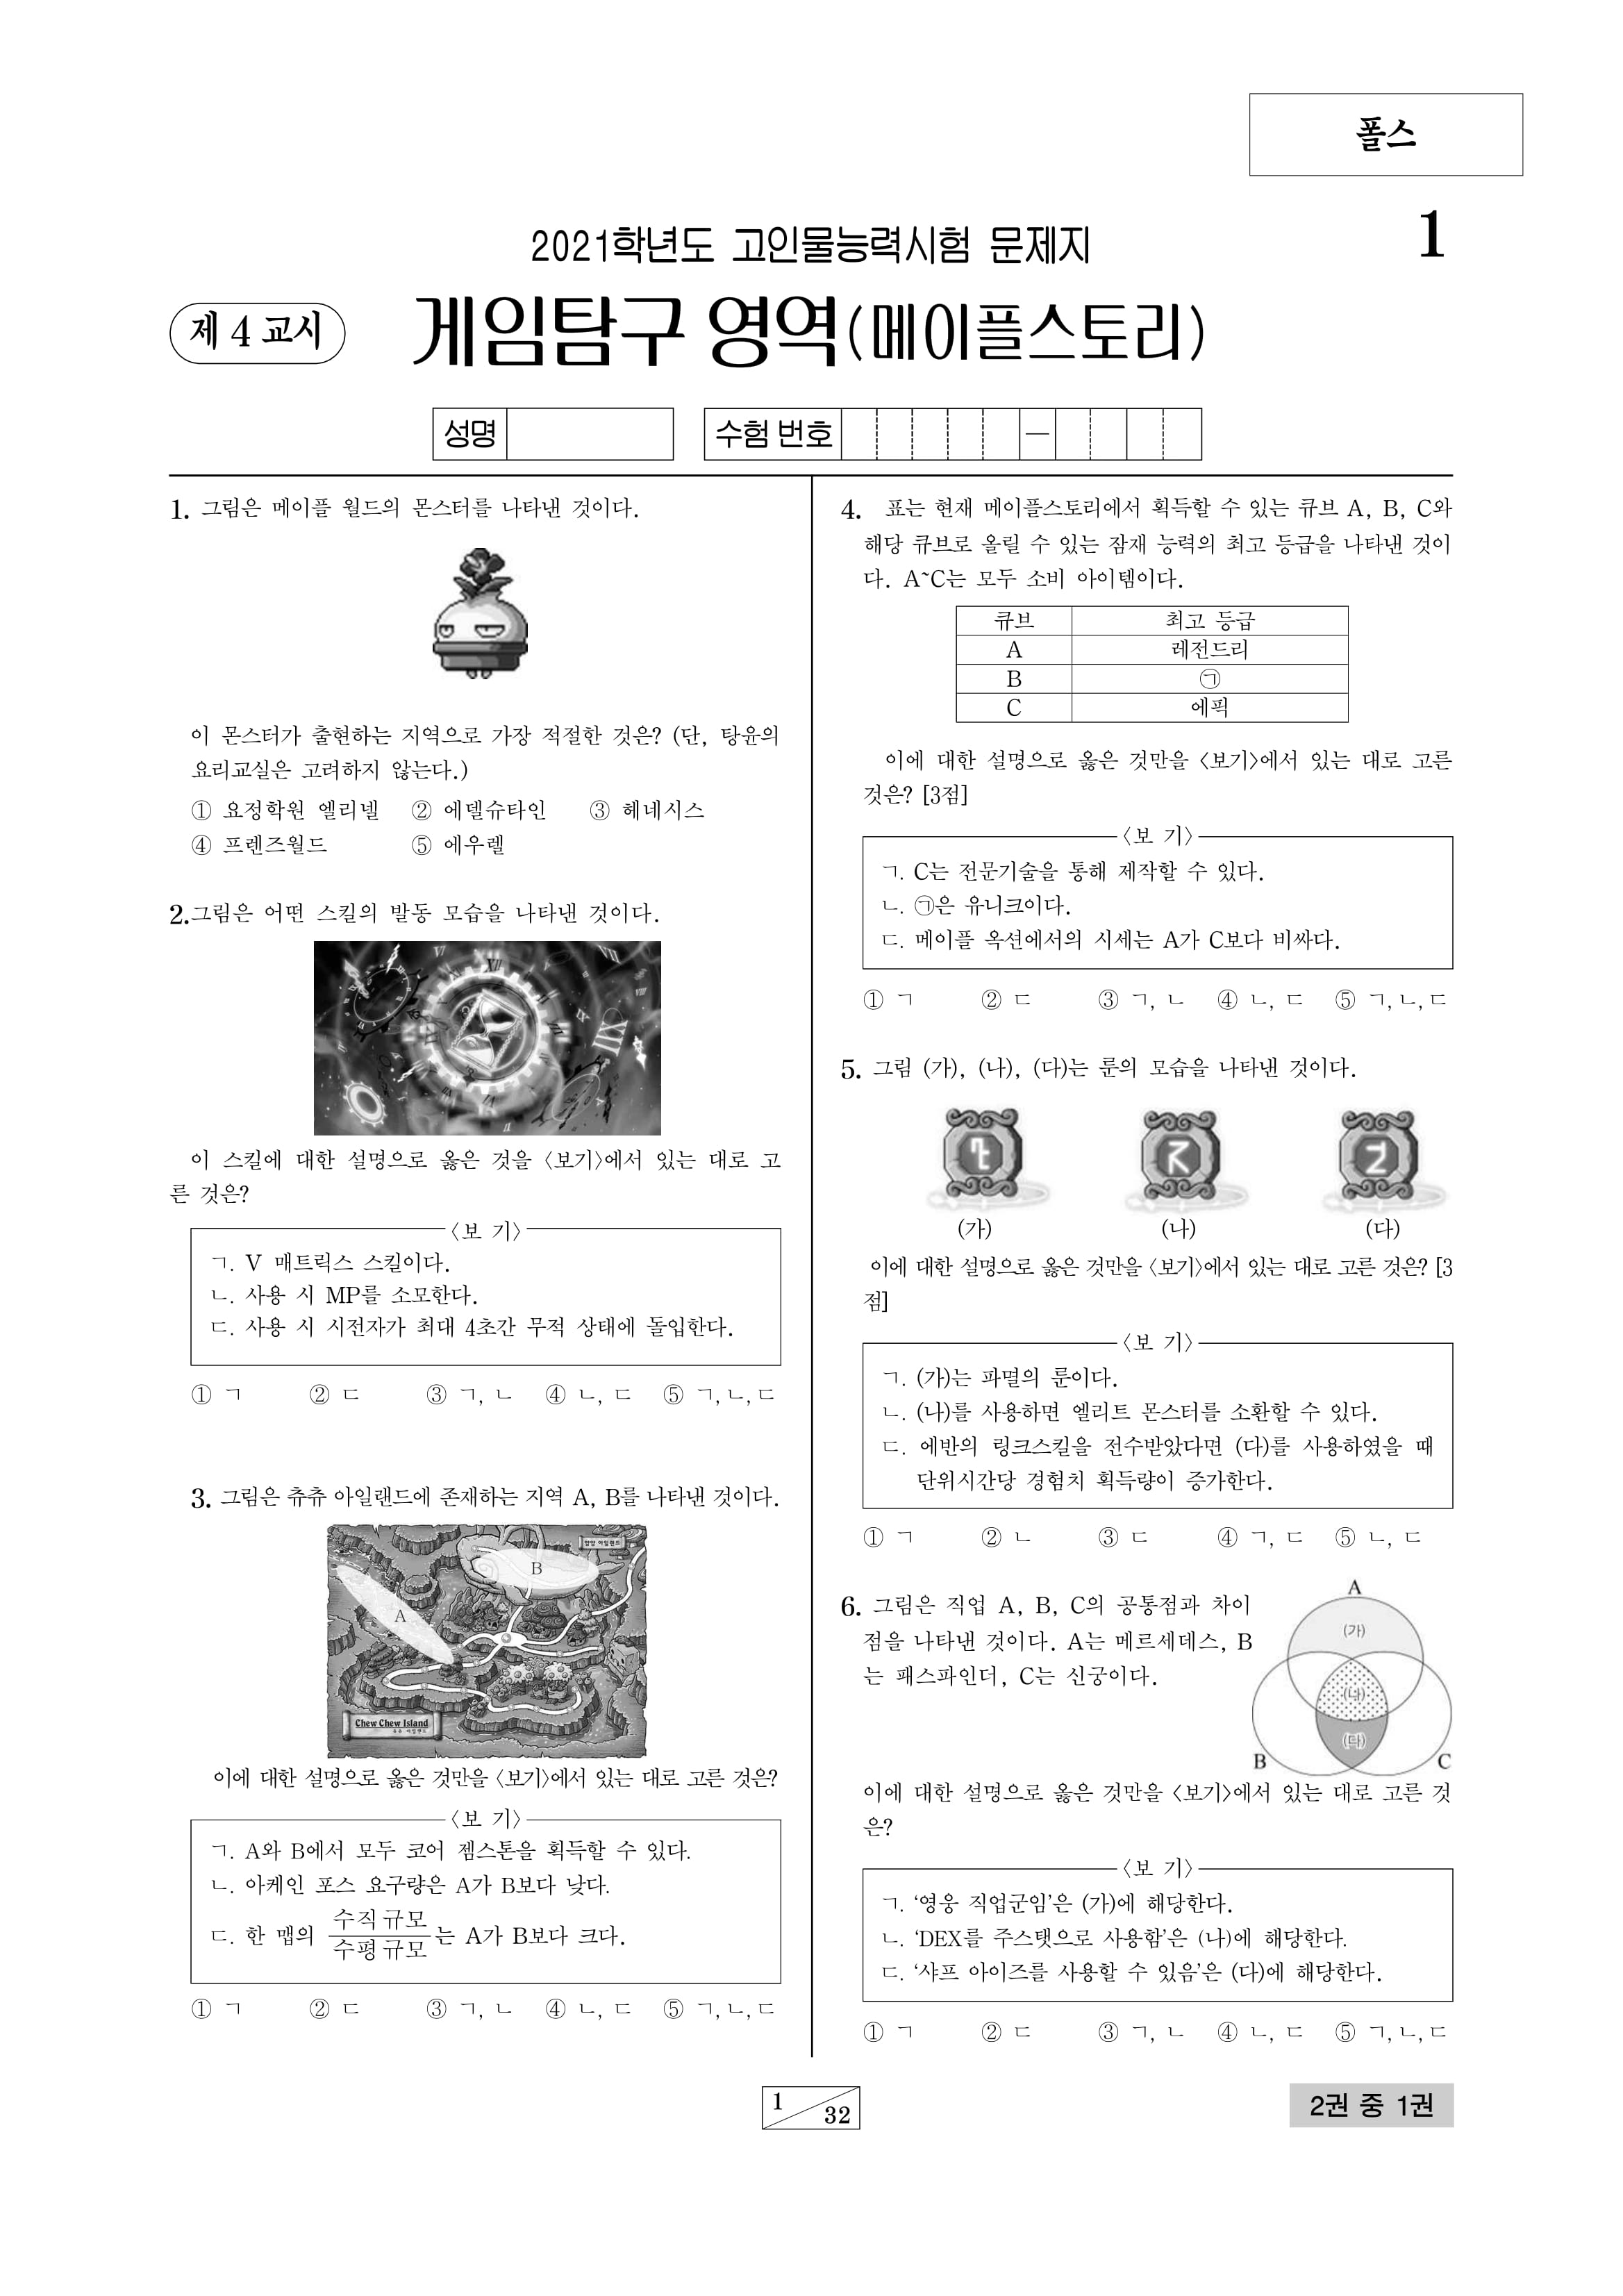 폴스
1
2021학년도 고인물능력시험 문제지
제 4 교시
게임탐구 영역(메이플스토리)
성명
수험 번호
—
1. 그림은 메이플 월드의 몬스터를 나타낸 것이다.
이 몬스터가 출현하는 지역으로 가장 적절한 것은? (단, 탕윤의
요리교실은 고려하지 않는다.)
① 요정학원 엘리넬 ② 에델슈타인 ③ 헤네시스
④ 프렌즈월드 ⑤ 에우렐
2.그림은 어떤 스킬의 발동 모습을 나타낸 것이다.
이 스킬에 대한 설명으로 옳은 것을 〈보기〉에서 있는 대로 고
른 것은?
〈보 기〉
ㄱ. V 매트릭스 스킬이다.
ㄴ. 사용 시 MP를 소모한다.
ㄷ. 사용 시 시전자가 최대 4초간 무적 상태에 돌입한다.
① ㄱ ② ㄷ ③ ㄱ, ㄴ ④ ㄴ, ㄷ ⑤ ㄱ,ㄴ,ㄷ
3. 그림은 츄츄 아일랜드에 존재하는 지역 A, B를 나타낸 것이다.
B
A
Chew Chew Island
츄츄 아일랜드
이에 대한 설명으로 옳은 것만을 〈보기〉에서 있는 대로 고른 것은?
〈보 기〉
ㄱ. A와 B에서 모두 코어 젬스톤을 획득할 수 있다.
ㄴ. 아케인 포스 요구량은 A가 B보다 낮다.
ㄷ. 한 맵의 수직 규모/수평 규모 는 A가 B보다 크다.
① ㄱ ② ㄷ ③ ㄱ, ㄴ ④ ㄴ, ㄷ ⑤ ㄱ,ㄴ,ㄷ
4. 표는 현재 메이플스토리에서 획득할 수 있는 큐브 A, B, C와
해당 큐브로 올릴 수 있는 잠재 능력의 최고 등급을 나타낸 것이
다. A~C는 모두 소비 아이템이다.
큐브 최고 등급
A 레전드리
B ㉠
C 에픽
이에 대한 설명으로 옳은 것만을 〈보기〉에서 있는 대로 고른
것은? [3점]
〈보 기〉
ㄱ. C는 전문기술을 통해 제작할 수 있다.
ㄴ. ㉠은 유니크이다.
ㄷ. 메이플 옥션에서의 시세는 A가 C보다 비싸다.
① ㄱ ② ㄷ ③ ㄱ, ㄴ ④ ㄴ, ㄷ ⑤ ㄱ,ㄴ,ㄷ
5. 그림 (가), (나), (다)는 룬의 모습을 나타낸 것이다.
(가) (나) (다)
이에 대한 설명으로 옳은 것만을 〈보기〉에서 있는 대로 고른 것은? [3
점]
〈보 기〉
ㄱ. (가)는 파멸의 룬이다.
ㄴ. (나)를 사용하면 엘리트 몬스터를 소환할 수 있다.
ㄷ. 에반의 링크스킬을 전수받았다면 (다)를 사용하였을 때
단위시간당 경험치 획득량이 증가한다.
① ㄱ ② ㄴ ③ ㄷ ④ ㄱ, ㄷ ⑤ ㄴ, ㄷ
6. 그림은 직업 A, B, C의 공통점과 차이
점을 나타낸 것이다. A는 메르세데스, B
는 패스파인더, C는 신궁이다.
A
(가)
(나)
(다)
B
C
이에 대한 설명으로 옳은 것만을 〈보기〉에서 있는 대로 고른 것
은?
〈보 기〉
ㄱ. ‘영웅 직업군임’은 (가)에 해당한다.
ㄴ. ‘DEX를 주스탯으로 사용함’은 (나)에 해당한다.
ㄷ. ‘샤프 아이즈를 사용할 수 있음’은 (다)에 해당한다.
① ㄱ ② ㄷ ③ ㄱ, ㄴ ④ ㄴ, ㄷ ⑤ ㄱ,ㄴ,ㄷ
1
32
2권 중 1권